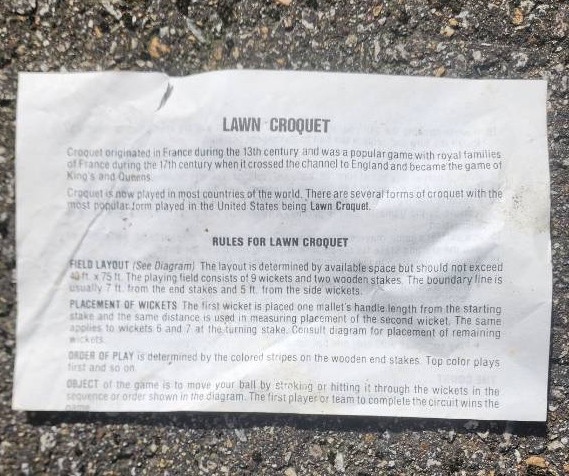 LAWN CROQUET
Croquet originated in France during the 13th century and was a popular game with royal families
of France during the 17th century when it crossed the channel to England and became the game of
King's and Queens.
Croquet is now played in most countries of the world. There are several forms of croquet with the
most popular form played in the United States being Lawn Croquet.
RULES FOR LAWN CROQUET
FIELD LAYOUT (See Diagram) The layout is determined by available space but should not exceed
40 ft. x 75 ft. The playing field consists of 9 wickets and two wooden stakes. The boundary line is
usually 7 ft. from the end stakes and 5 ft. from the side wickets.
PLACEMENT OF WICKETS The first wicket is placed one mallet's handle length from the starting
stake and the same distance is used in measuring placement of the second wicket. The same
applies to wickets 6 and 7 at the turning stake. Consult diagram for placement of remaining
wickets.
ORDER OF PLAY is determined by the colored stripes on the wooden end stakes. Top color plays
first and so on.
OBJECT of the game is to move your ball by stroking or hitting it through the wickets in the
sequence or order shown in the diagram. The first player or team to complete the circuit wins the
game.